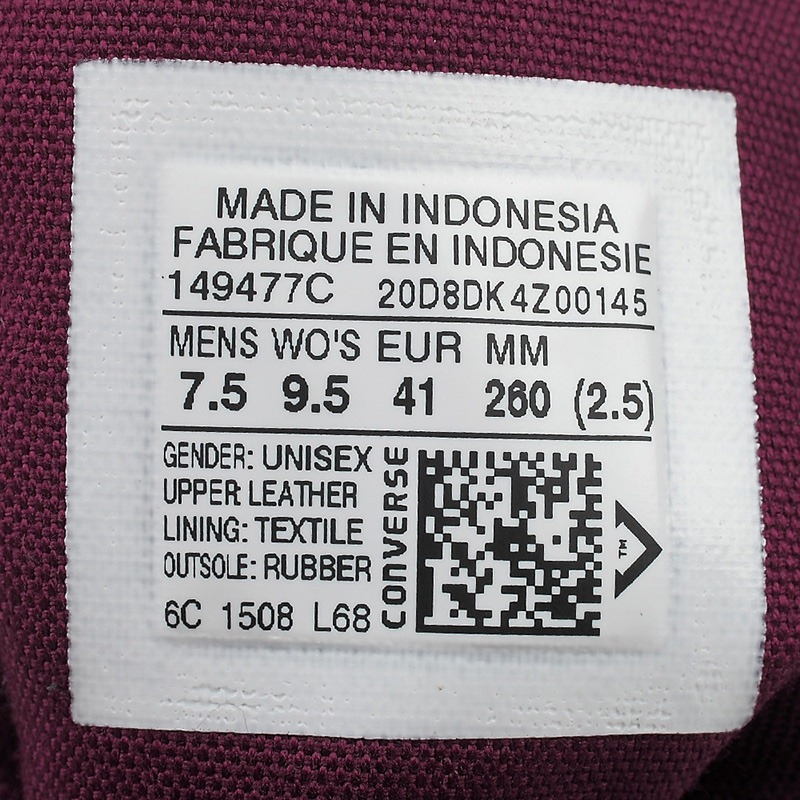 MADE IN INDONESIA
FABRIQUE EN INDONESIE
149477C 20D8DK4Z00145
MENS WO'S EUR MM
7.5 9.5 41 260 (2.5)
GENDER: UNISEX
UPPER: LEATHER
LINING: TEXTILE
OUTSOLE: RUBBER
6C 1508 L68
CONVERSE
TM